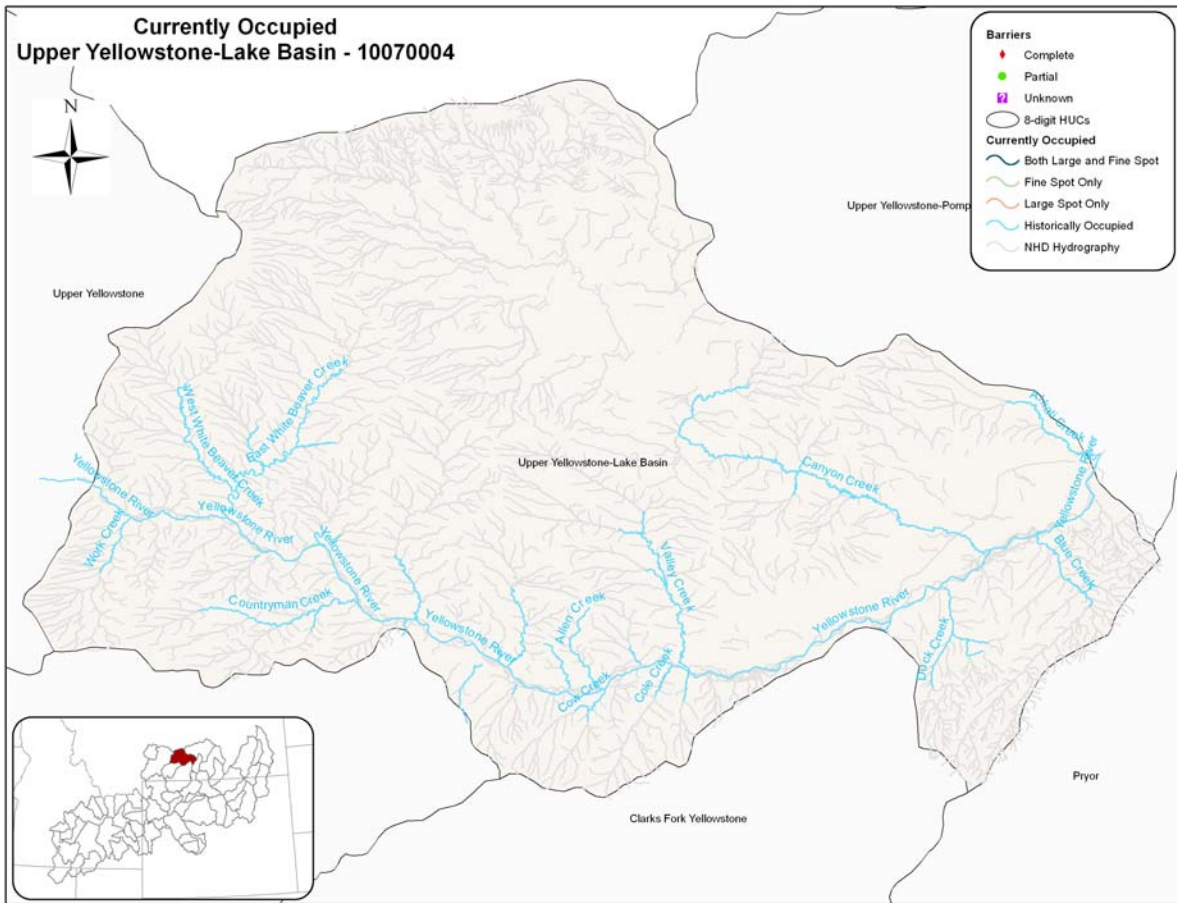 Currently Occupied
Upper Yellowstone-Lake Basin - 10070004
N
Barriers
Complete
Partial
?
Unknown
8-digit HUCs
Currently Occupied
Both Large and Fine Spot
Fine Spot Only
Large Spot Only
Historically Occupied
NHD Hydrography
Upper Yellowstone-Pomp
Upper Yellowstone
West White Beaver Creek
East White Beaver Creek
Yellowstone River
Work Creek
Yellowstone River
Yellowstone River
Countryman Creek
Upper Yellowstone-Lake Basin
Canyon Creek
Yellowstone River
Blue Creek
Valley Creek
Allen Creek
Yellowstone River
Yellowstone River
Cow Creek
Cole Creek
Duck Creek
Pryor
Clarks Fork Yellowstone